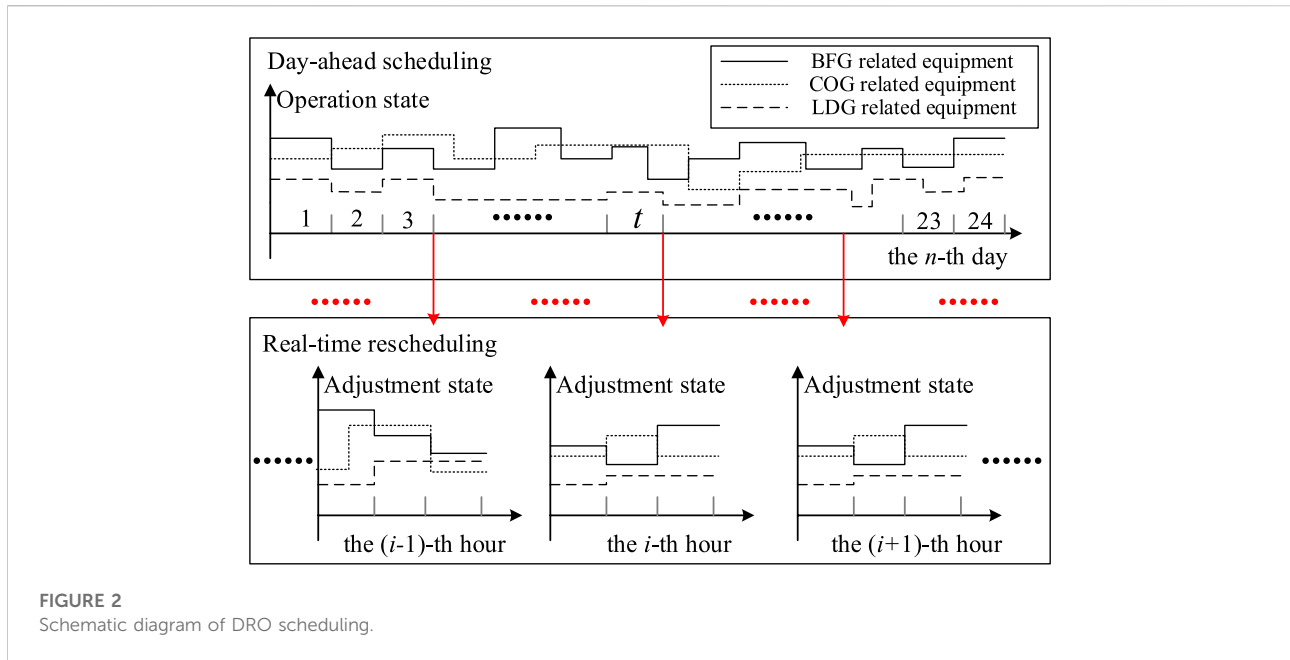 Day-ahead scheduling
BFG related equipment
COG related equipment
LDG related equipment
Operation state
1 2 3 •••••• t •••••• 23 24
the n-th day
•••••• •••••• •••••• ••••••
Real-time rescheduling
Adjustment state Adjustment state Adjustment state
•••••• ••••••
the (i-1)-th hour the i-th hour the (i+1)-th hour
FIGURE 2
Schematic diagram of DRO scheduling.